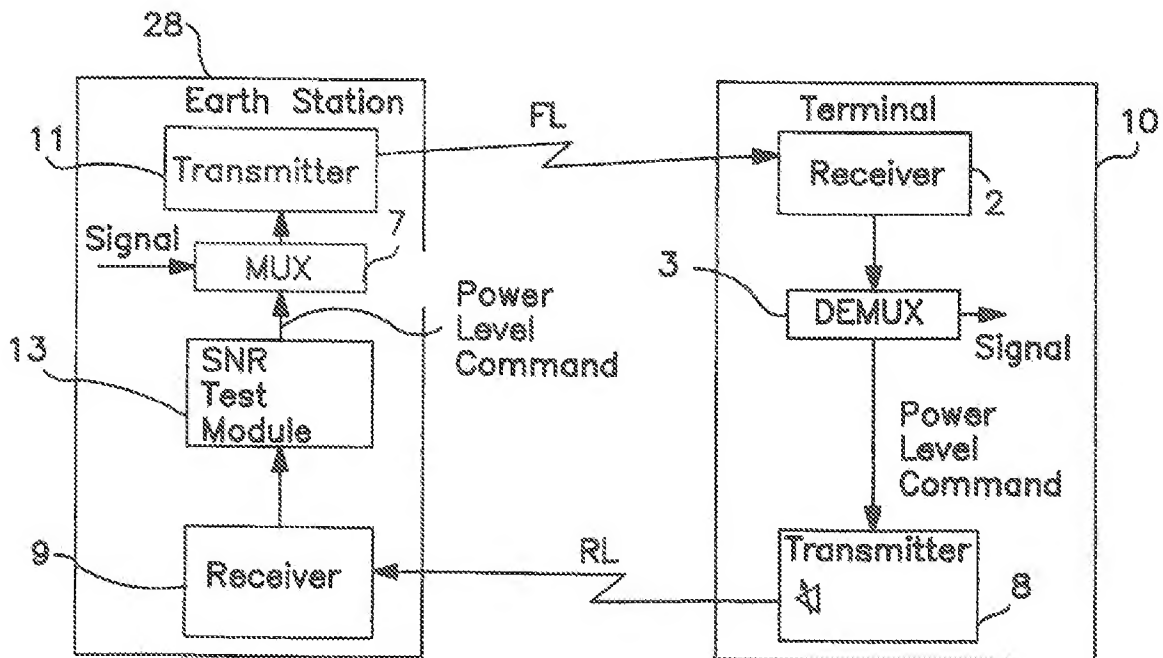 28
Earth Station
11
Transmitter
FL
Terminal
10
Receiver
2
Signal
7
MUX
3
DEMUX
Signal
Power
Level
Command
13
SNR
Test
Module
Power
Level
Command
9
Receiver
RL
Transmitter
8